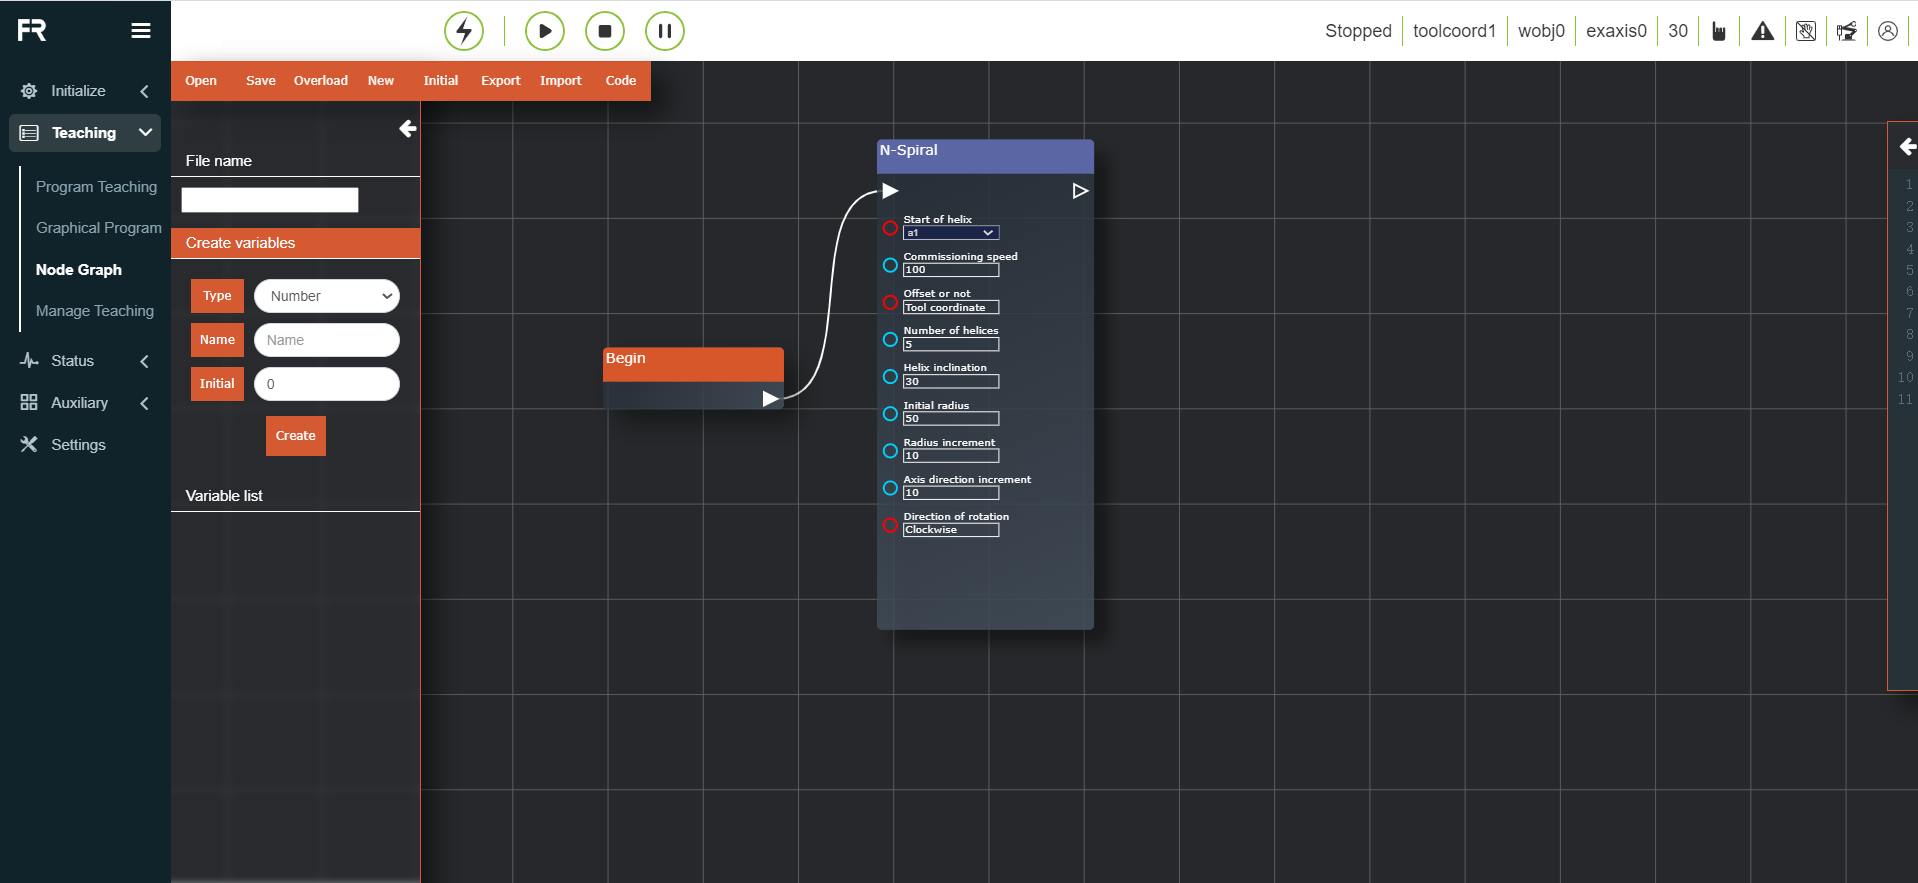 FR
Stopped
toolcoord1
wobj0
exaxis0
30
Initialize
Teaching
Program Teaching
Graphical Program
Node Graph
Manage Teaching
Status
Auxiliary
Settings
Open
Save
Overload
New
Initial
Export
Import
Code
File name
Create variables
Type
Number
Name
Name
Initial
0
Create
Variable list
Begin
N-Spiral
Start of helix
a1
Commissioning speed
100
Offset or not
Tool coordinate
Number of helices
5
Helix inclination
30
Initial radius
50
Radius increment
10
Axis direction increment
10
Direction of rotation
Clockwise
1
2
3
4
5
6
7
8
9
10
11